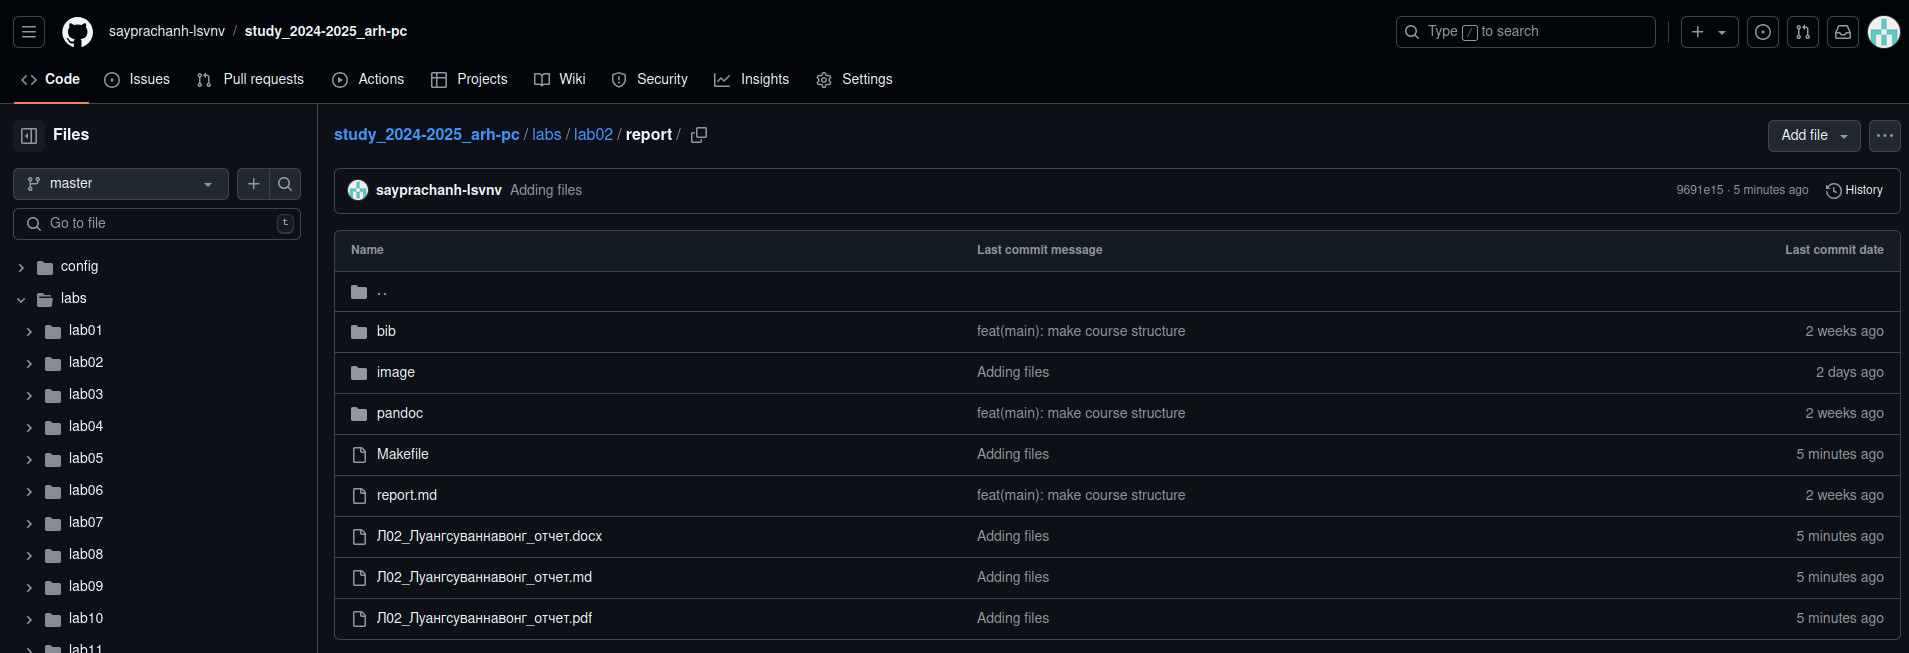 sayprachanh-lsvnv / study_2024-2025_arh-pc
Type / to search
Code Issues Pull requests Actions Projects Wiki Security Insights Settings
Files
master
Go to file t
config
labs
lab01
lab02
lab03
lab04
lab05
lab06
lab07
lab08
lab09
lab10
lab11
study_2024-2025_arh-pc / labs / lab02 / report /
Add file
sayprachanh-lsvnv Adding files 9691e15 · 5 minutes ago History
Name Last commit message Last commit date
..
bib feat(main): make course structure 2 weeks ago
image Adding files 2 days ago
pandoc feat(main): make course structure 2 weeks ago
Makefile Adding files 5 minutes ago
report.md feat(main): make course structure 2 weeks ago
Л02_Луангсуваннавонг_отчет.docx Adding files 5 minutes ago
Л02_Луангсуваннавонг_отчет.md Adding files 5 minutes ago
Л02_Луангсуваннавонг_отчет.pdf Adding files 5 minutes ago